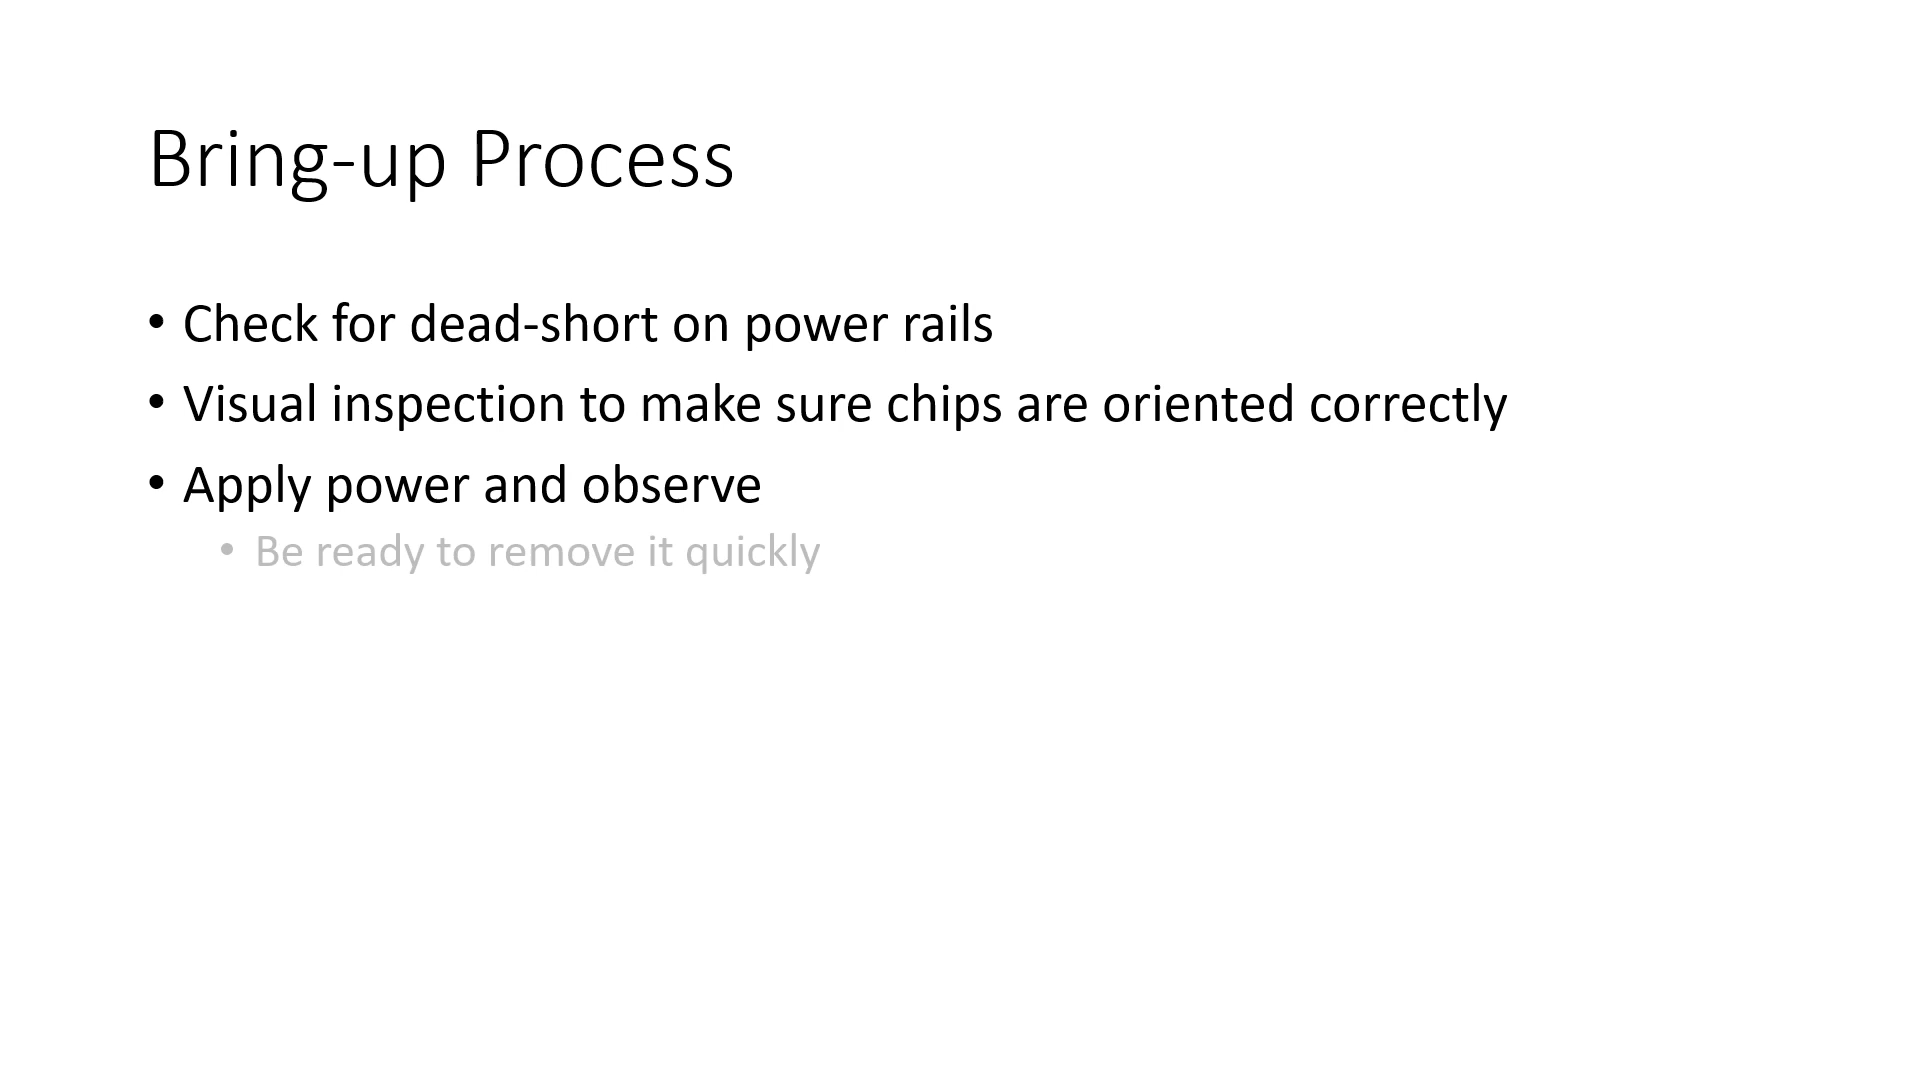 Bring-up Process
• Check for dead-short on power rails
• Visual inspection to make sure chips are oriented correctly
• Apply power and observe
• Be ready to remove it quickly